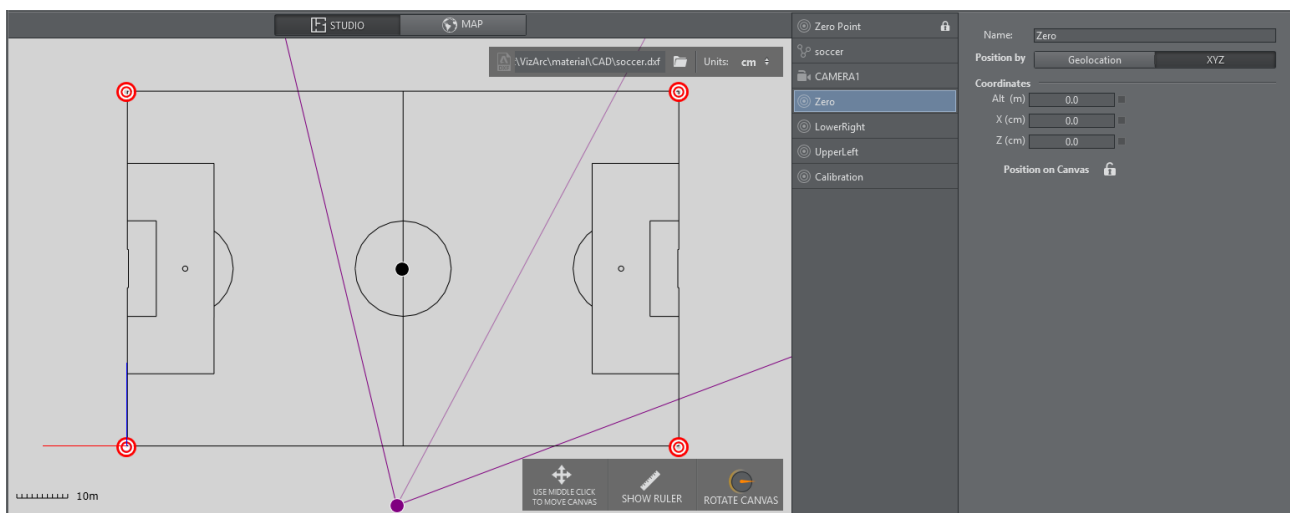 STUDIO
MAP
\VizArc\material\CAD\soccer.dxf
Units: cm
10m
USE MIDDLE CLICK
TO MOVE CANVAS
SHOW RULER
ROTATE CANVAS
Zero Point
soccer
CAMERA1
Zero
LowerRight
UpperLeft
Calibration
Name: Zero
Position by Geolocation XYZ
Coordinates
Alt (m) 0.0
X (cm) 0.0
Z (cm) 0.0
Position on Canvas